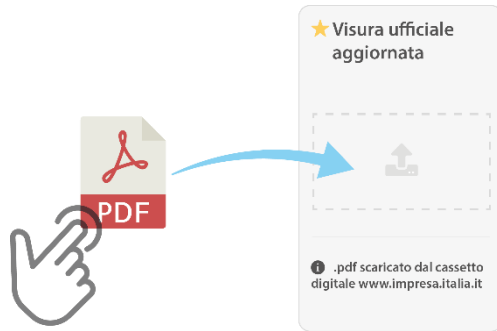 Visura ufficiale
aggiornata
PDF
.pdf scaricato dal cassetto
digitale www.impresa.italia.it